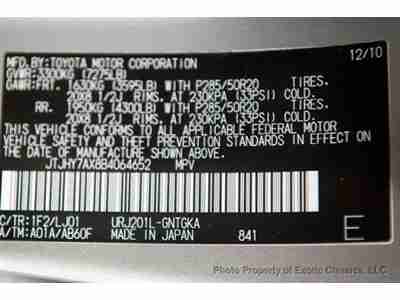 MFD. BY: TOYOTA MOTOR CORPORATION 12/10
GVWR: 3300KG (7275LB)
GAWR: FRT. 1630KG (3595LB) WITH P285/50R20 TIRES,
20X8 1/2J RIMS, AT 230KPA (33PSI) COLD.
RR. 1950KG (4300LB) WITH P285/50R20 TIRES,
20X8 1/2J RIMS, AT 230KPA (33PSI) COLD.
THIS VEHICLE CONFORMS TO ALL
APPLICABLE FEDERAL MOTOR
VEHICLE SAFETY STANDARDS IN EFFECT
ON THE DATE OF MANUFACTURE SHOWN ABOVE.
JTJHY7AX8B4064652 MPV
C/TR: 1F2/LJ01 URJ201L-GNTGKA
A/TM: A01A/AB60F MADE IN JAPAN 841 E
*Photo Property of Exotic Classics, LLC*